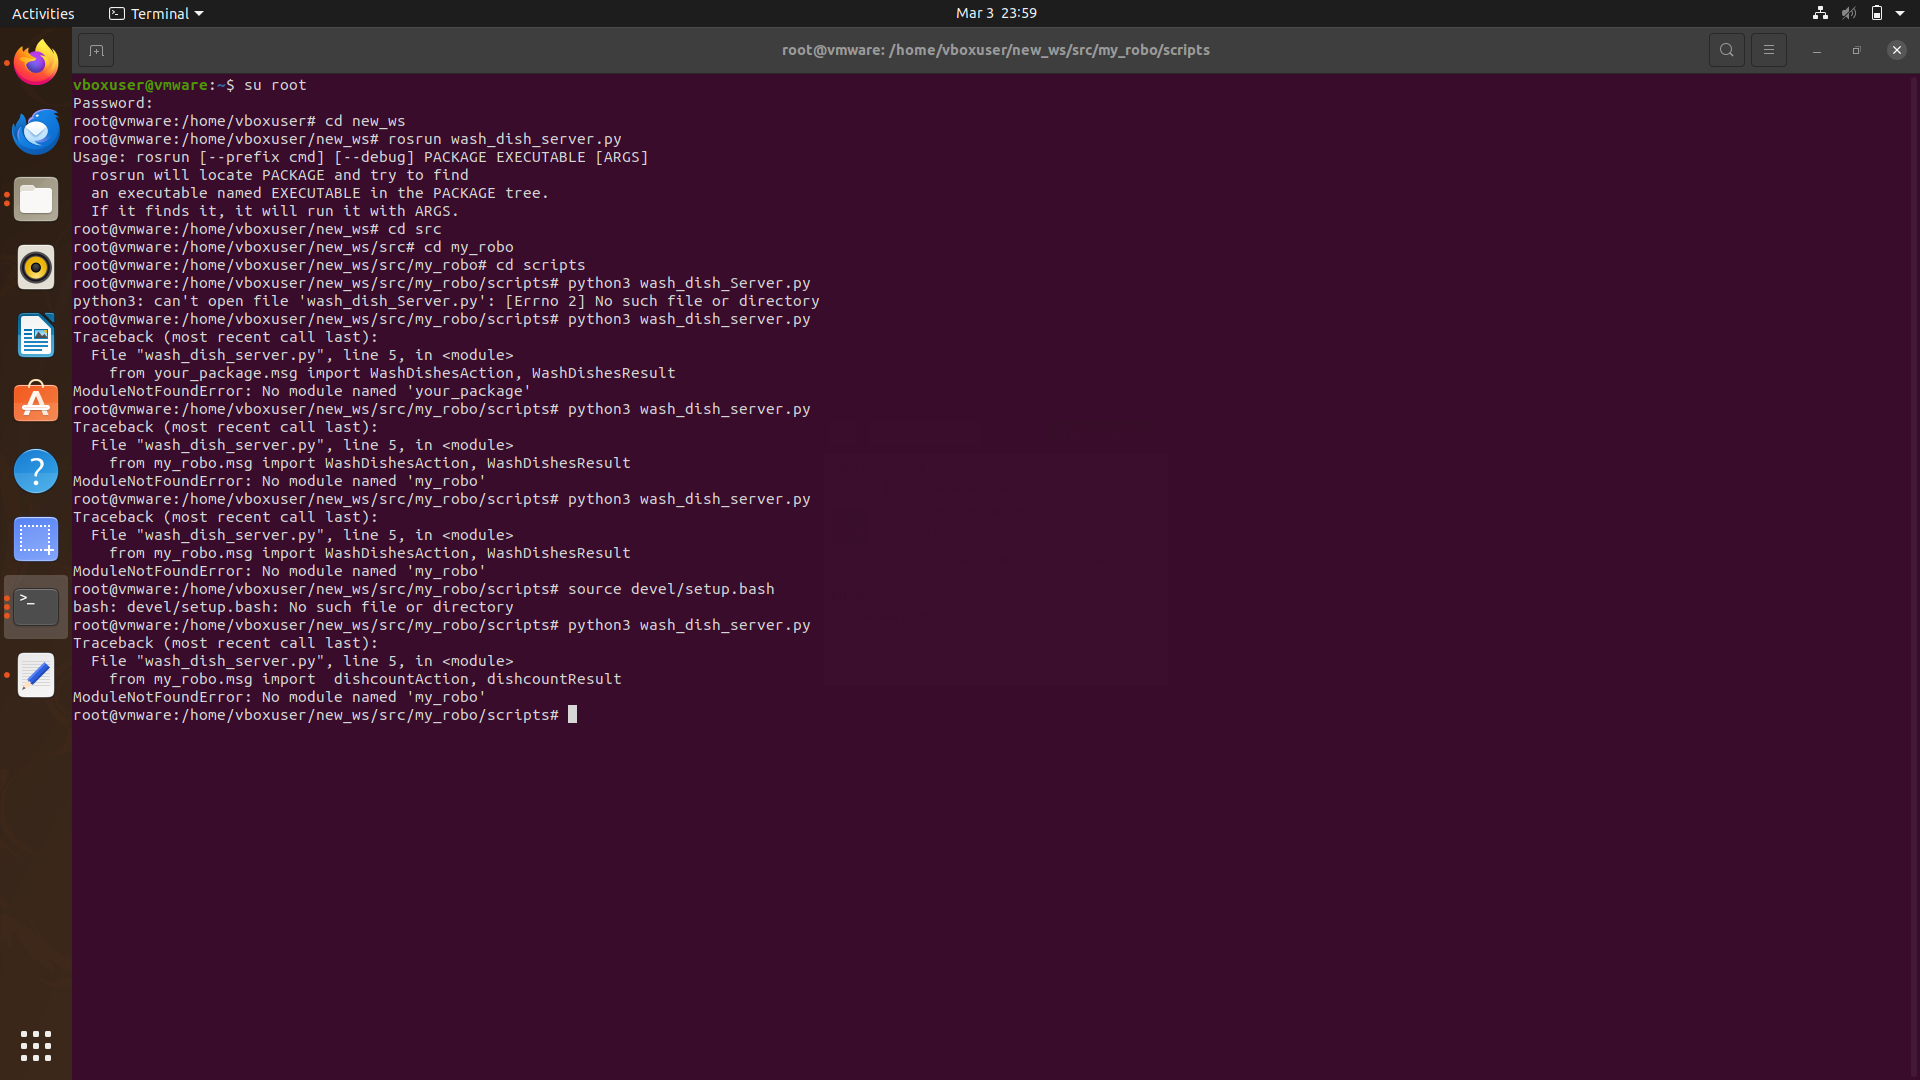 Activities
Terminal
Mar 3 23:59
root@vmware: /home/vboxuser/new_ws/src/my_robo/scripts
vboxuser@vmware:~$ su root
Password:
root@vmware:/home/vboxuser# cd new_ws
root@vmware:/home/vboxuser/new_ws# rosrun wash_dish_server.py
Usage: rosrun [--prefix cmd] [--debug] PACKAGE EXECUTABLE [ARGS]
  rosrun will locate PACKAGE and try to find
  an executable named EXECUTABLE in the PACKAGE tree.
  If it finds it, it will run it with ARGS.
root@vmware:/home/vboxuser/new_ws# cd src
root@vmware:/home/vboxuser/new_ws/src# cd my_robo
root@vmware:/home/vboxuser/new_ws/src/my_robo# cd scripts
root@vmware:/home/vboxuser/new_ws/src/my_robo/scripts# python3 wash_dish_Server.py
python3: can't open file 'wash_dish_Server.py': [Errno 2] No such file or directory
root@vmware:/home/vboxuser/new_ws/src/my_robo/scripts# python3 wash_dish_server.py
Traceback (most recent call last):
  File "wash_dish_server.py", line 5, in <module>
    from your_package.msg import WashDishesAction, WashDishesResult
ModuleNotFoundError: No module named 'your_package'
root@vmware:/home/vboxuser/new_ws/src/my_robo/scripts# python3 wash_dish_server.py
Traceback (most recent call last):
  File "wash_dish_server.py", line 5, in <module>
    from my_robo.msg import WashDishesAction, WashDishesResult
ModuleNotFoundError: No module named 'my_robo'
root@vmware:/home/vboxuser/new_ws/src/my_robo/scripts# python3 wash_dish_server.py
Traceback (most recent call last):
  File "wash_dish_server.py", line 5, in <module>
    from my_robo.msg import WashDishesAction, WashDishesResult
ModuleNotFoundError: No module named 'my_robo'
root@vmware:/home/vboxuser/new_ws/src/my_robo/scripts# source devel/setup.bash
bash: devel/setup.bash: No such file or directory
root@vmware:/home/vboxuser/new_ws/src/my_robo/scripts# python3 wash_dish_server.py
Traceback (most recent call last):
  File "wash_dish_server.py", line 5, in <module>
    from my_robo.msg import  dishcountAction, dishcountResult
ModuleNotFoundError: No module named 'my_robo'
root@vmware:/home/vboxuser/new_ws/src/my_robo/scripts#